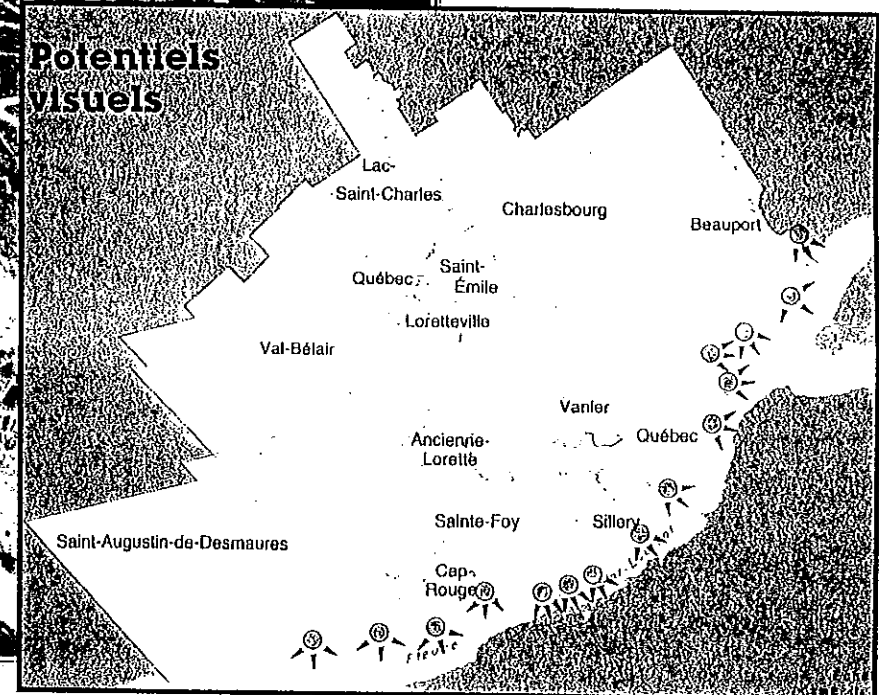 Potentiels
visuels
Lac-
Saint-Charles
Charlesbourg
Beauport
Québec
Saint-
Émile
Loretteville
Val-Bélair
Vanier
Québec
Ancienne-
Lorette
Sainte-Foy
Sillery
Saint-Augustin-de-Desmaures
Cap-
Rouge
Fleuve